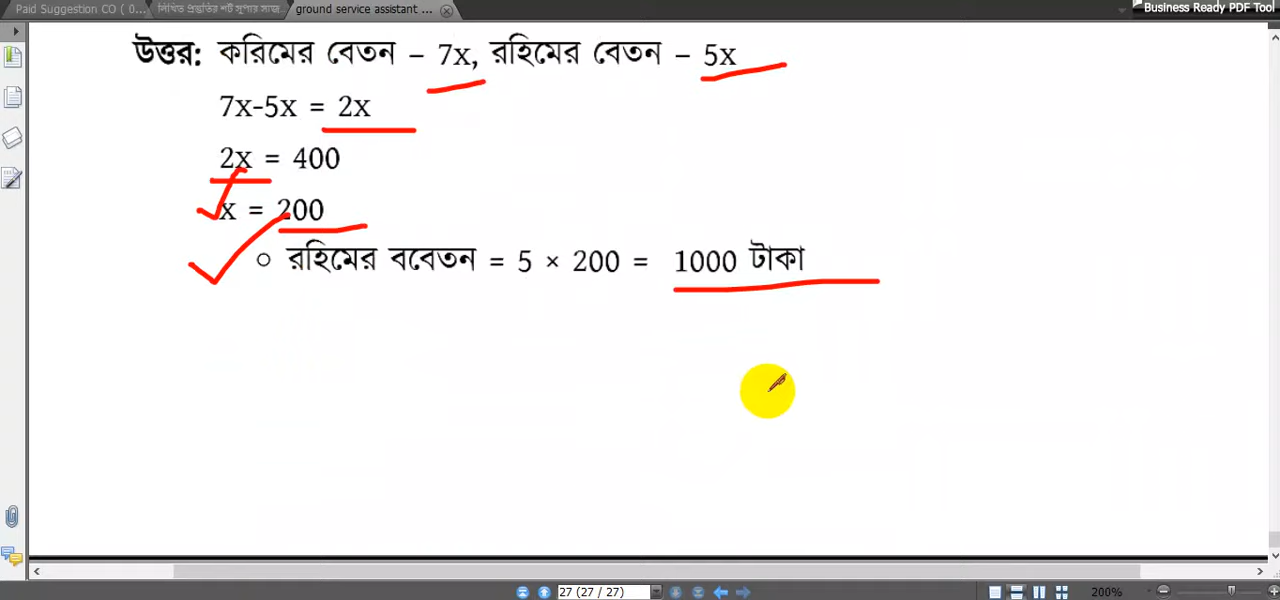 Paid Suggestion CO ( 0...
ground service assistant ...
Business Ready PDF Tool
উত্তর: করিমের বেতন – 7x, রহিমের বেতন – 5x
7x-5x = 2x
2x = 400
x = 200
○ রহিমের ববেতন = 5 × 200 = 1000 টাকা
27 (27 / 27)
200%